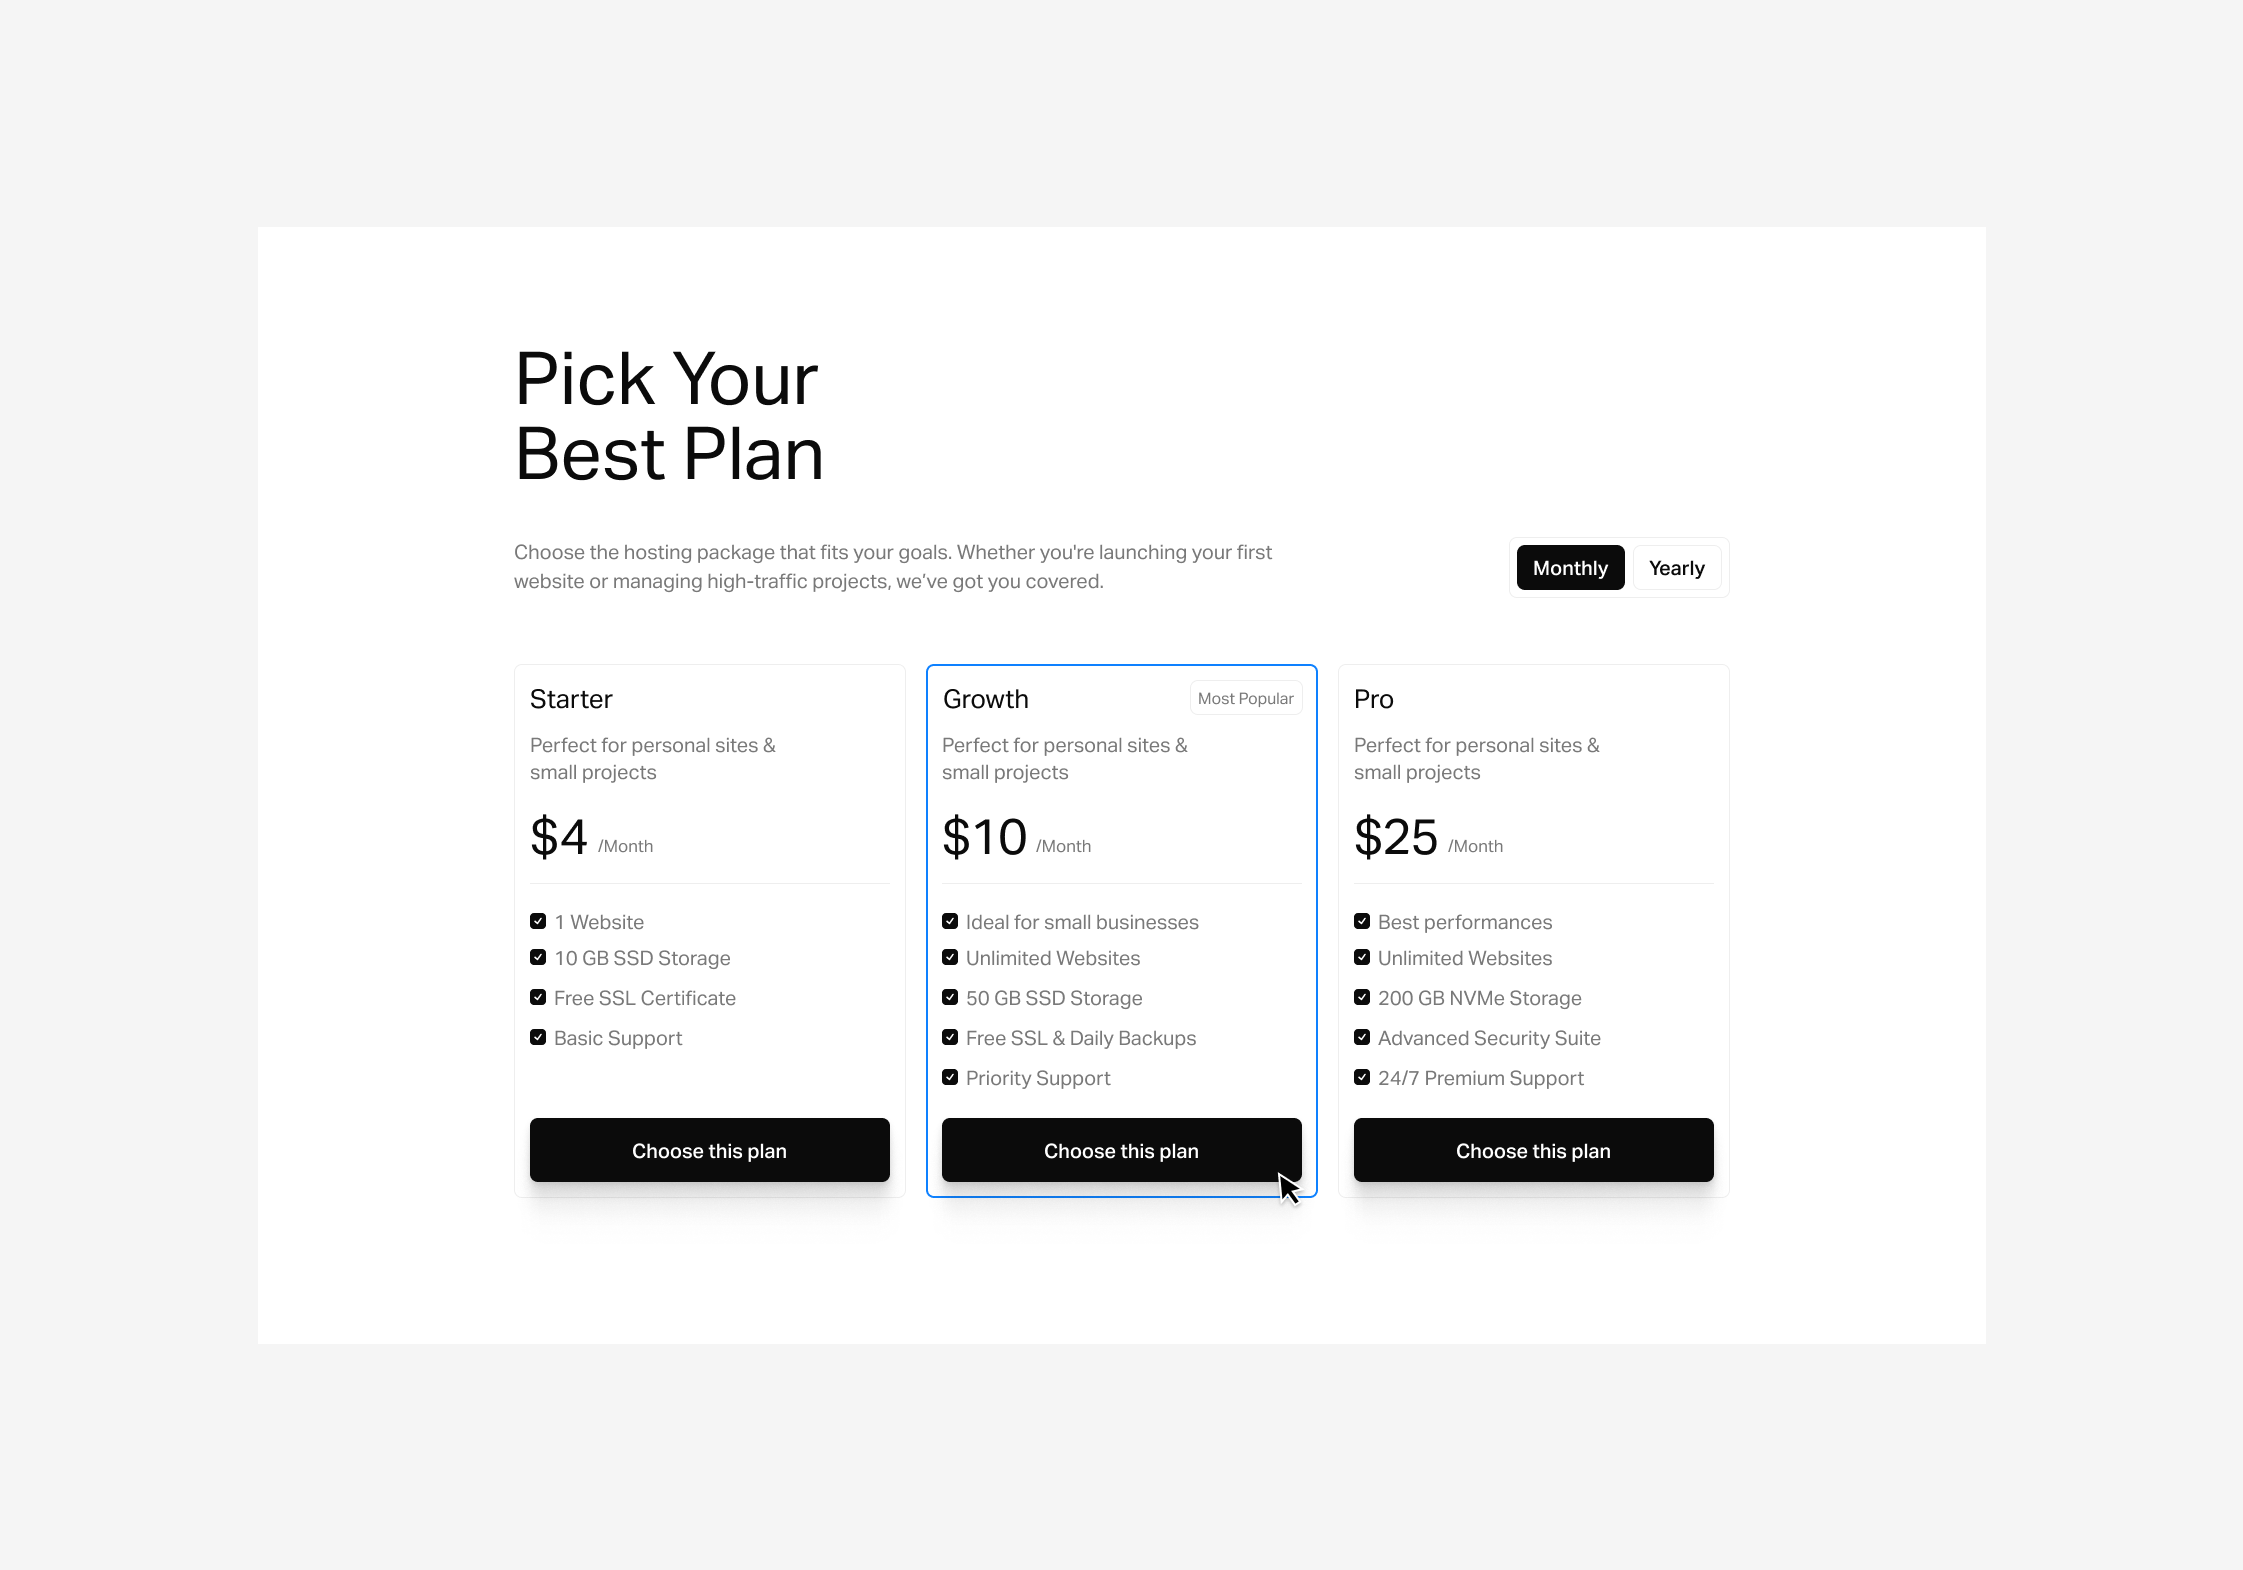 Pick Your
Best Plan
Choose the hosting package that fits your goals. Whether you're launching your first
website or managing high-traffic projects, we’ve got you covered.
Monthly
Yearly
Starter
Perfect for personal sites &
small projects
$4 /Month
1 Website
10 GB SSD Storage
Free SSL Certificate
Basic Support
Choose this plan
Growth
Most Popular
Perfect for personal sites &
small projects
$10 /Month
Ideal for small businesses
Unlimited Websites
50 GB SSD Storage
Free SSL & Daily Backups
Priority Support
Choose this plan
Pro
Perfect for personal sites &
small projects
$25 /Month
Best performances
Unlimited Websites
200 GB NVMe Storage
Advanced Security Suite
24/7 Premium Support
Choose this plan